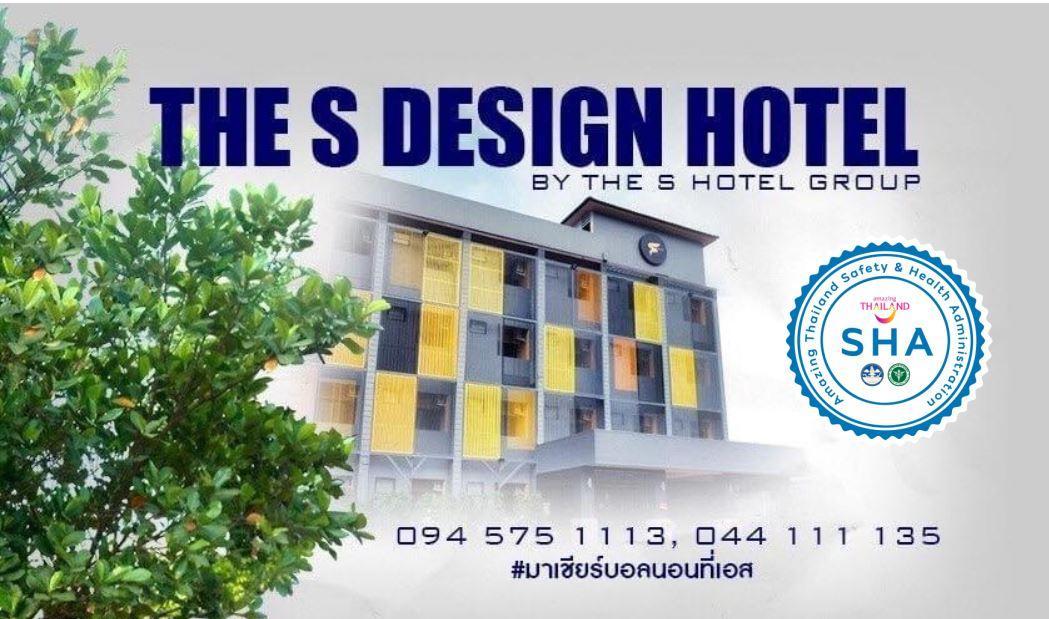 THE S DESIGN HOTEL
BY THE S HOTEL GROUP
Amazing Thailand Safety & Health Administration
amazing
THAILAND
SHA
094 575 1113, 044 111 135
#มาเชียร์บอลนอนที่เอส